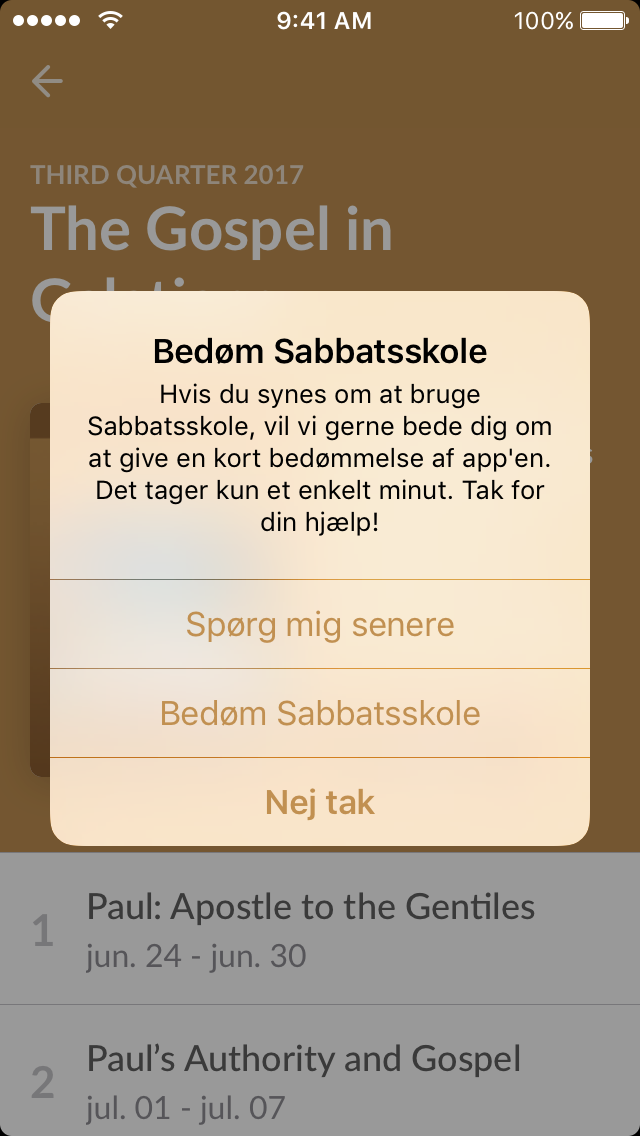 9:41 AM
100%
THIRD QUARTER 2017
The Gospel in
Bedøm Sabbatsskole
Hvis du synes om at bruge
Sabbatsskole, vil vi gerne bede dig om
at give en kort bedømmelse af app'en.
Det tager kun et enkelt minut. Tak for
din hjælp!
Spørg mig senere
Bedøm Sabbatsskole
Nej tak
1
Paul: Apostle to the Gentiles
jun. 24 - jun. 30
2
Paul’s Authority and Gospel
jul. 01 - jul. 07